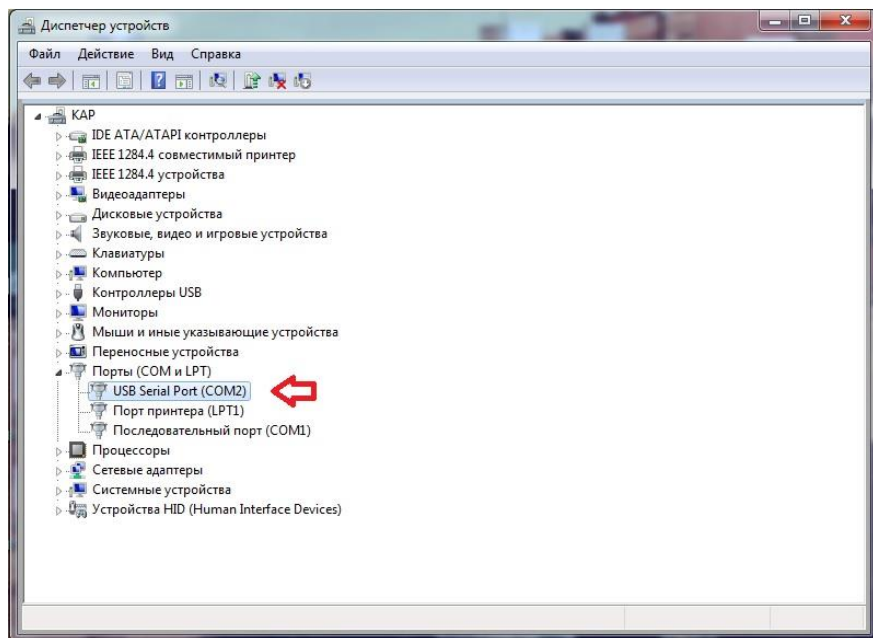 Диспетчер устройств
Файл Действие Вид Справка
KAP
IDE ATA/ATAPI контроллеры
IEEE 1284.4 совместимый принтер
IEEE 1284.4 устройства
Видеоадаптеры
Дисковые устройства
Звуковые, видео и игровые устройства
Клавиатуры
Компьютер
Контроллеры USB
Мониторы
Мыши и иные указывающие устройства
Переносные устройства
Порты (COM и LPT)
USB Serial Port (COM2)
Порт принтера (LPT1)
Последовательный порт (COM1)
Процессоры
Сетевые адаптеры
Системные устройства
Устройства HID (Human Interface Devices)